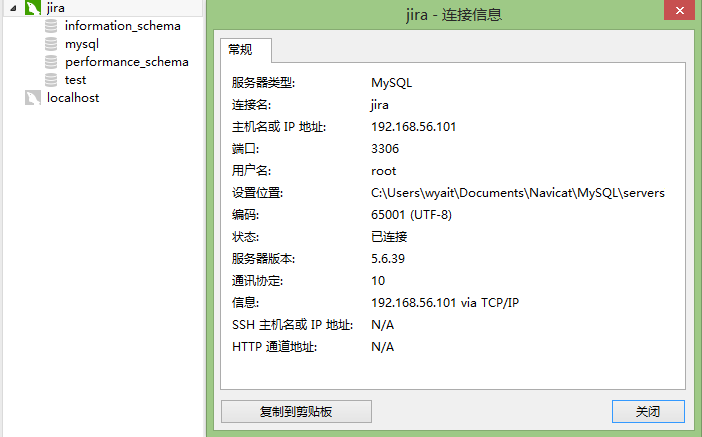 jira
information_schema
mysql
performance_schema
test
localhost
jira - 连接信息
常规
服务器类型: MySQL
连接名: jira
主机名或 IP 地址: 192.168.56.101
端口: 3306
用户名: root
设置位置: C:\Users\wyait\Documents\Navicat\MySQL\servers
编码: 65001 (UTF-8)
状态: 已连接
服务器版本: 5.6.39
通讯协定: 10
信息: 192.168.56.101 via TCP/IP
SSH 主机名或 IP 地址: N/A
HTTP 通道地址: N/A
复制到剪贴板
关闭